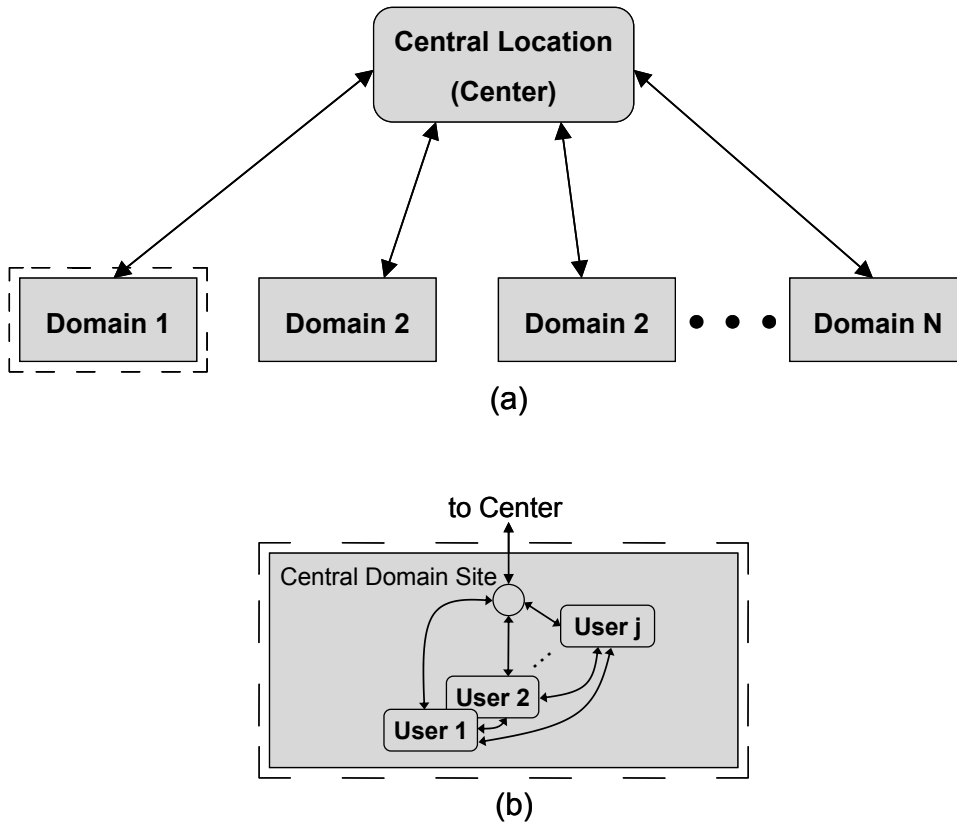 Central Location
(Center)
Domain 1
Domain 2
Domain 2
Domain N
(a)
to Center
Central Domain Site
User j
User 2
User 1
(b)